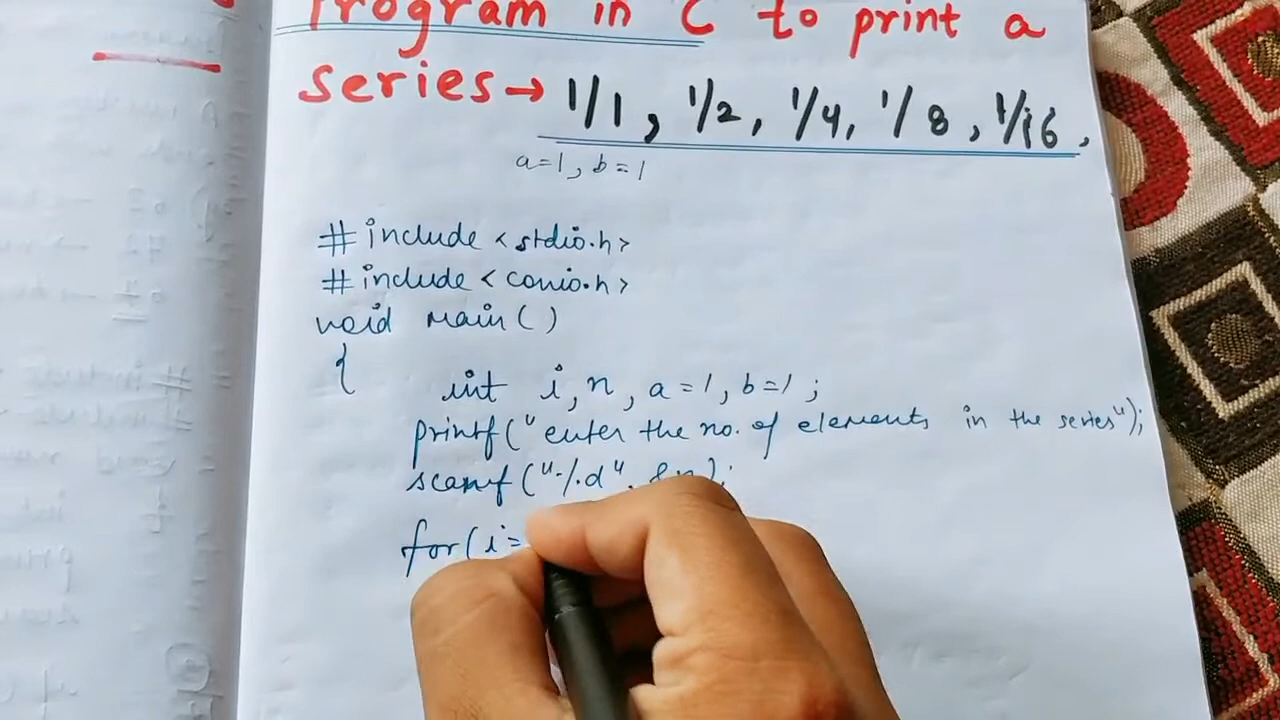 Program in C to print a
series→ 1/1, 1/2, 1/4, 1/8, 1/16,
a=1, b=1
# include <stdio.h>
# include <conio.h>
void main()
{
int i, n, a=1, b=1;
printf("enter the no. of elements in the series");
scanf("%d", &n);
for(i=